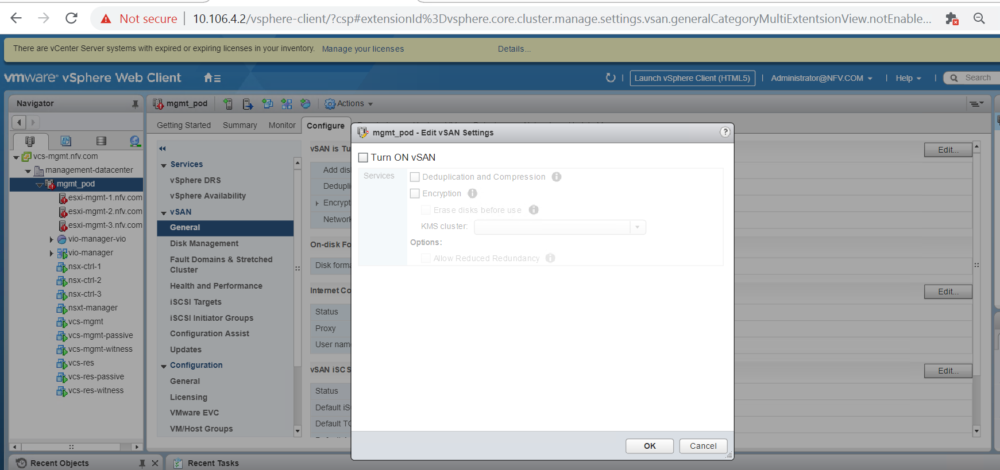 Not secure 10.106.4.2/vsphere-client/?csp#extensionId%3Dvsphere.core.cluster.manage.settings.vsan.generalCategoryMultiExtentsionView.notEnable...
There are vCenter Server systems with expired or expiring licenses in your inventory. Manage your licenses Details...
vmware® vSphere Web Client
Launch vSphere Client (HTML5) Administrator@NFV.COM Help Search
Navigator
vcs-mgmt.nfv.com
management-datacenter
mgmt_pod
esxi-mgmt-1.nfv.com
esxi-mgmt-2.nfv.com
esxi-mgmt-3.nfv.com
vio-manager-vio
vio-manager
nsx-ctrl-1
nsx-ctrl-2
nsx-ctrl-3
nsxt-manager
vcs-mgmt
vcs-mgmt-passive
vcs-mgmt-witness
vcs-res
vcs-res-passive
vcs-res-witness
mgmt_pod Actions
Getting Started Summary Monitor Configure
Services
vSphere DRS
vSphere Availability
vSAN
General
Disk Management
Fault Domains & Stretched
Cluster
Health and Performance
iSCSI Targets
iSCSI Initiator Groups
Configuration Assist
Updates
Configuration
General
Licensing
VMware EVC
VM/Host Groups
vSAN is Tu
Edit...
Add dis
Dedupli
Encrypt
Network
On-disk Fo
Disk forma
Internet Co
Edit...
Status
Proxy
User nam
vSAN iSCS
Edit...
Status
Default iS
Default TC
mgmt_pod - Edit vSAN Settings
?
Turn ON vSAN
Services
Deduplication and Compression
Encryption
Erase disks before use
KMS cluster:
Options:
Allow Reduced Redundancy
OK Cancel
Recent Objects
Recent Tasks